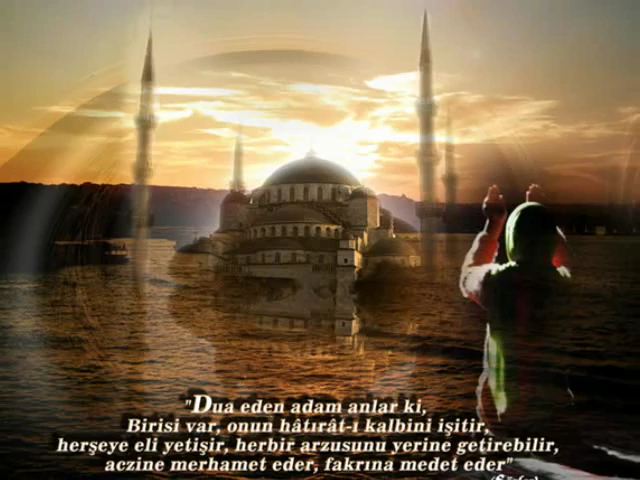 "Dua eden adam anlar ki,
Birisi var, onun hâtırât-ı kalbini işitir,
herşeye eli yetişir, herbir arzusunu yerine getirebilir,
aczine merhamet eder, fakrına medet eder"